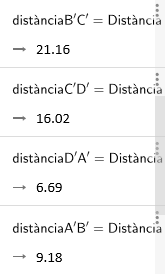 distànciaB′C′ = Distància
→ 21.16
distànciaC′D′ = Distància
→ 16.02
distànciaD′A′ = Distància
→ 6.69
distànciaA′B′ = Distància
→ 9.18